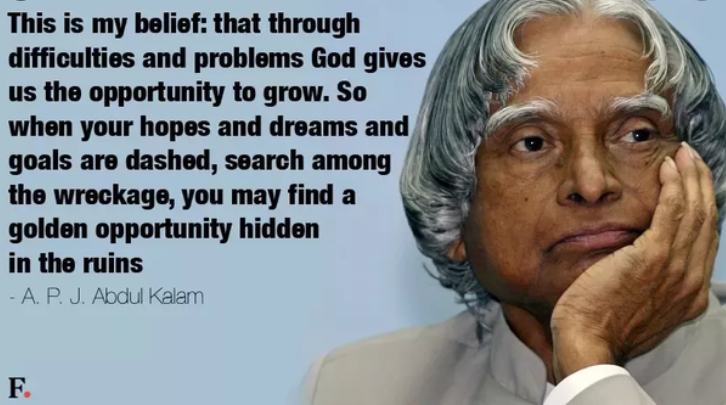 This is my belief: that through
difficulties and problems God gives
us the opportunity to grow. So
when your hopes and dreams and
goals are dashed, search among
the wreckage, you may find a
golden opportunity hidden
in the ruins
- A. P. J. Abdul Kalam
F.